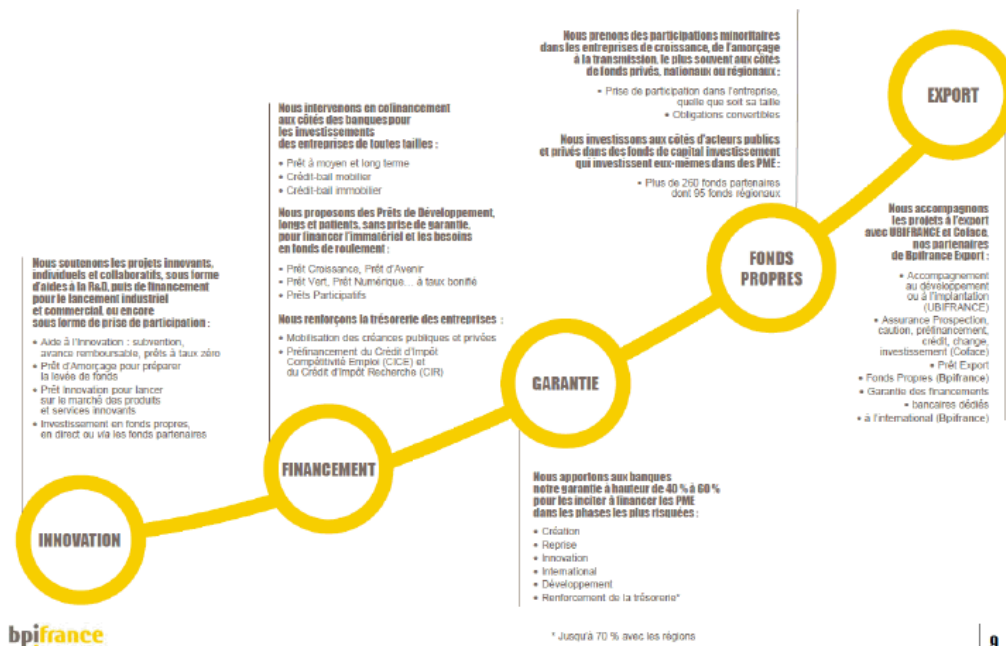 Nous soutenons les projets innovants,
individuels et collaboratifs, sous forme
d'aides à la R&D, puis de financement
pour le lancement industriel
et commercial, ou encore
sous forme de prise de participation :
• Aide à l'Innovation : subvention,
avance remboursable, prêts à taux zéro
• Prêt d'Amorçage pour préparer
la levée de fonds
• Prêt Innovation pour lancer
sur le marché des produits
et services innovants
• Investissement en fonds propres,
en direct ou via les fonds partenaires
INNOVATION
Nous intervenons en cofinancement
aux côtés des banques pour
les investissements
des entreprises de toutes tailles :
• Prêt à moyen et long terme
• Crédit-bail mobilier
• Crédit-bail immobilier
Nous proposons des Prêts de Développement,
longs et patients, sans prise de garantie,
pour financer l'immatériel et les besoins
en fonds de roulement :
• Prêt Croissance, Prêt d'Avenir
• Prêt Vert, Prêt Numérique... à taux bonifié
• Prêts Participatifs
Nous renforçons la trésorerie des entreprises :
• Mobilisation des créances publiques et privées
• Préfinancement du Crédit d'Impôt
Compétitivité Emploi (CICE) et
du Crédit d'Impôt Recherche (CIR)
FINANCEMENT
GARANTIE
Nous apportons aux banques
notre garantie à hauteur de 40 % à 60 %
pour les inciter à financer les PME
dans les phases les plus risquées :
• Création
• Reprise
• Innovation
• International
• Développement
• Renforcement de la trésorerie*
Nous prenons des participations minoritaires
dans les entreprises de croissance, de l'amorçage
à la transmission, le plus souvent aux côtés
de fonds privés, nationaux ou régionaux :
• Prise de participation dans l'entreprise,
quelle que soit sa taille
• Obligations convertibles
Nous investissons aux côtés d'acteurs publics
et privés dans des fonds de capital investissement
qui investissent eux-mêmes dans des PME :
• Plus de 260 fonds partenaires
dont 95 fonds régionaux
FONDS
PROPRES
EXPORT
Nous accompagnons
les projets à l'export
avec UBIFRANCE et Coface,
nos partenaires
de Bpifrance Export :
• Accompagnement
au développement
ou à l'implantation
(UBIFRANCE)
• Assurance Prospection,
caution, préfinancement,
crédit, change,
investissement (Coface)
• Prêt Export
• Fonds Propres (Bpifrance)
• Garantie des financements
• bancaires dédiés
• à l'international (Bpifrance)
bpifrance
* Jusqu'à 70 % avec les régions
9